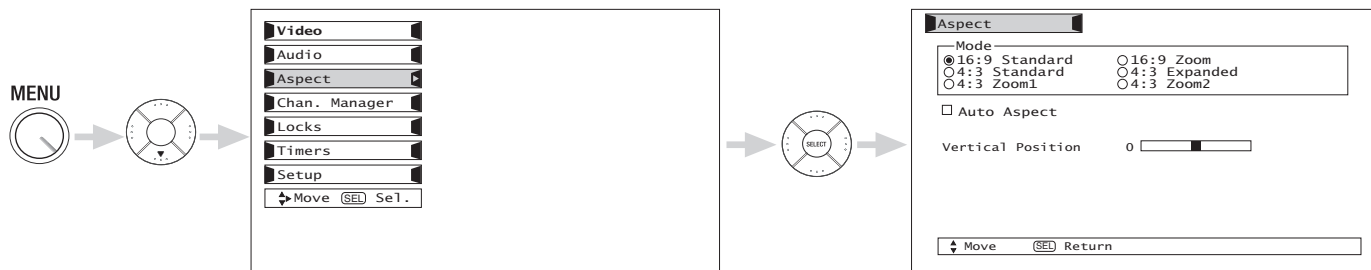 MENU
Video
Audio
Aspect
Chan. Manager
Locks
Timers
Setup
Move SEL Sel.
SELECT
Aspect
Mode
16:9 Standard 16:9 Zoom
4:3 Standard 4:3 Expanded
4:3 Zoom1 4:3 Zoom2
Auto Aspect
Vertical Position 0
Move SEL Return